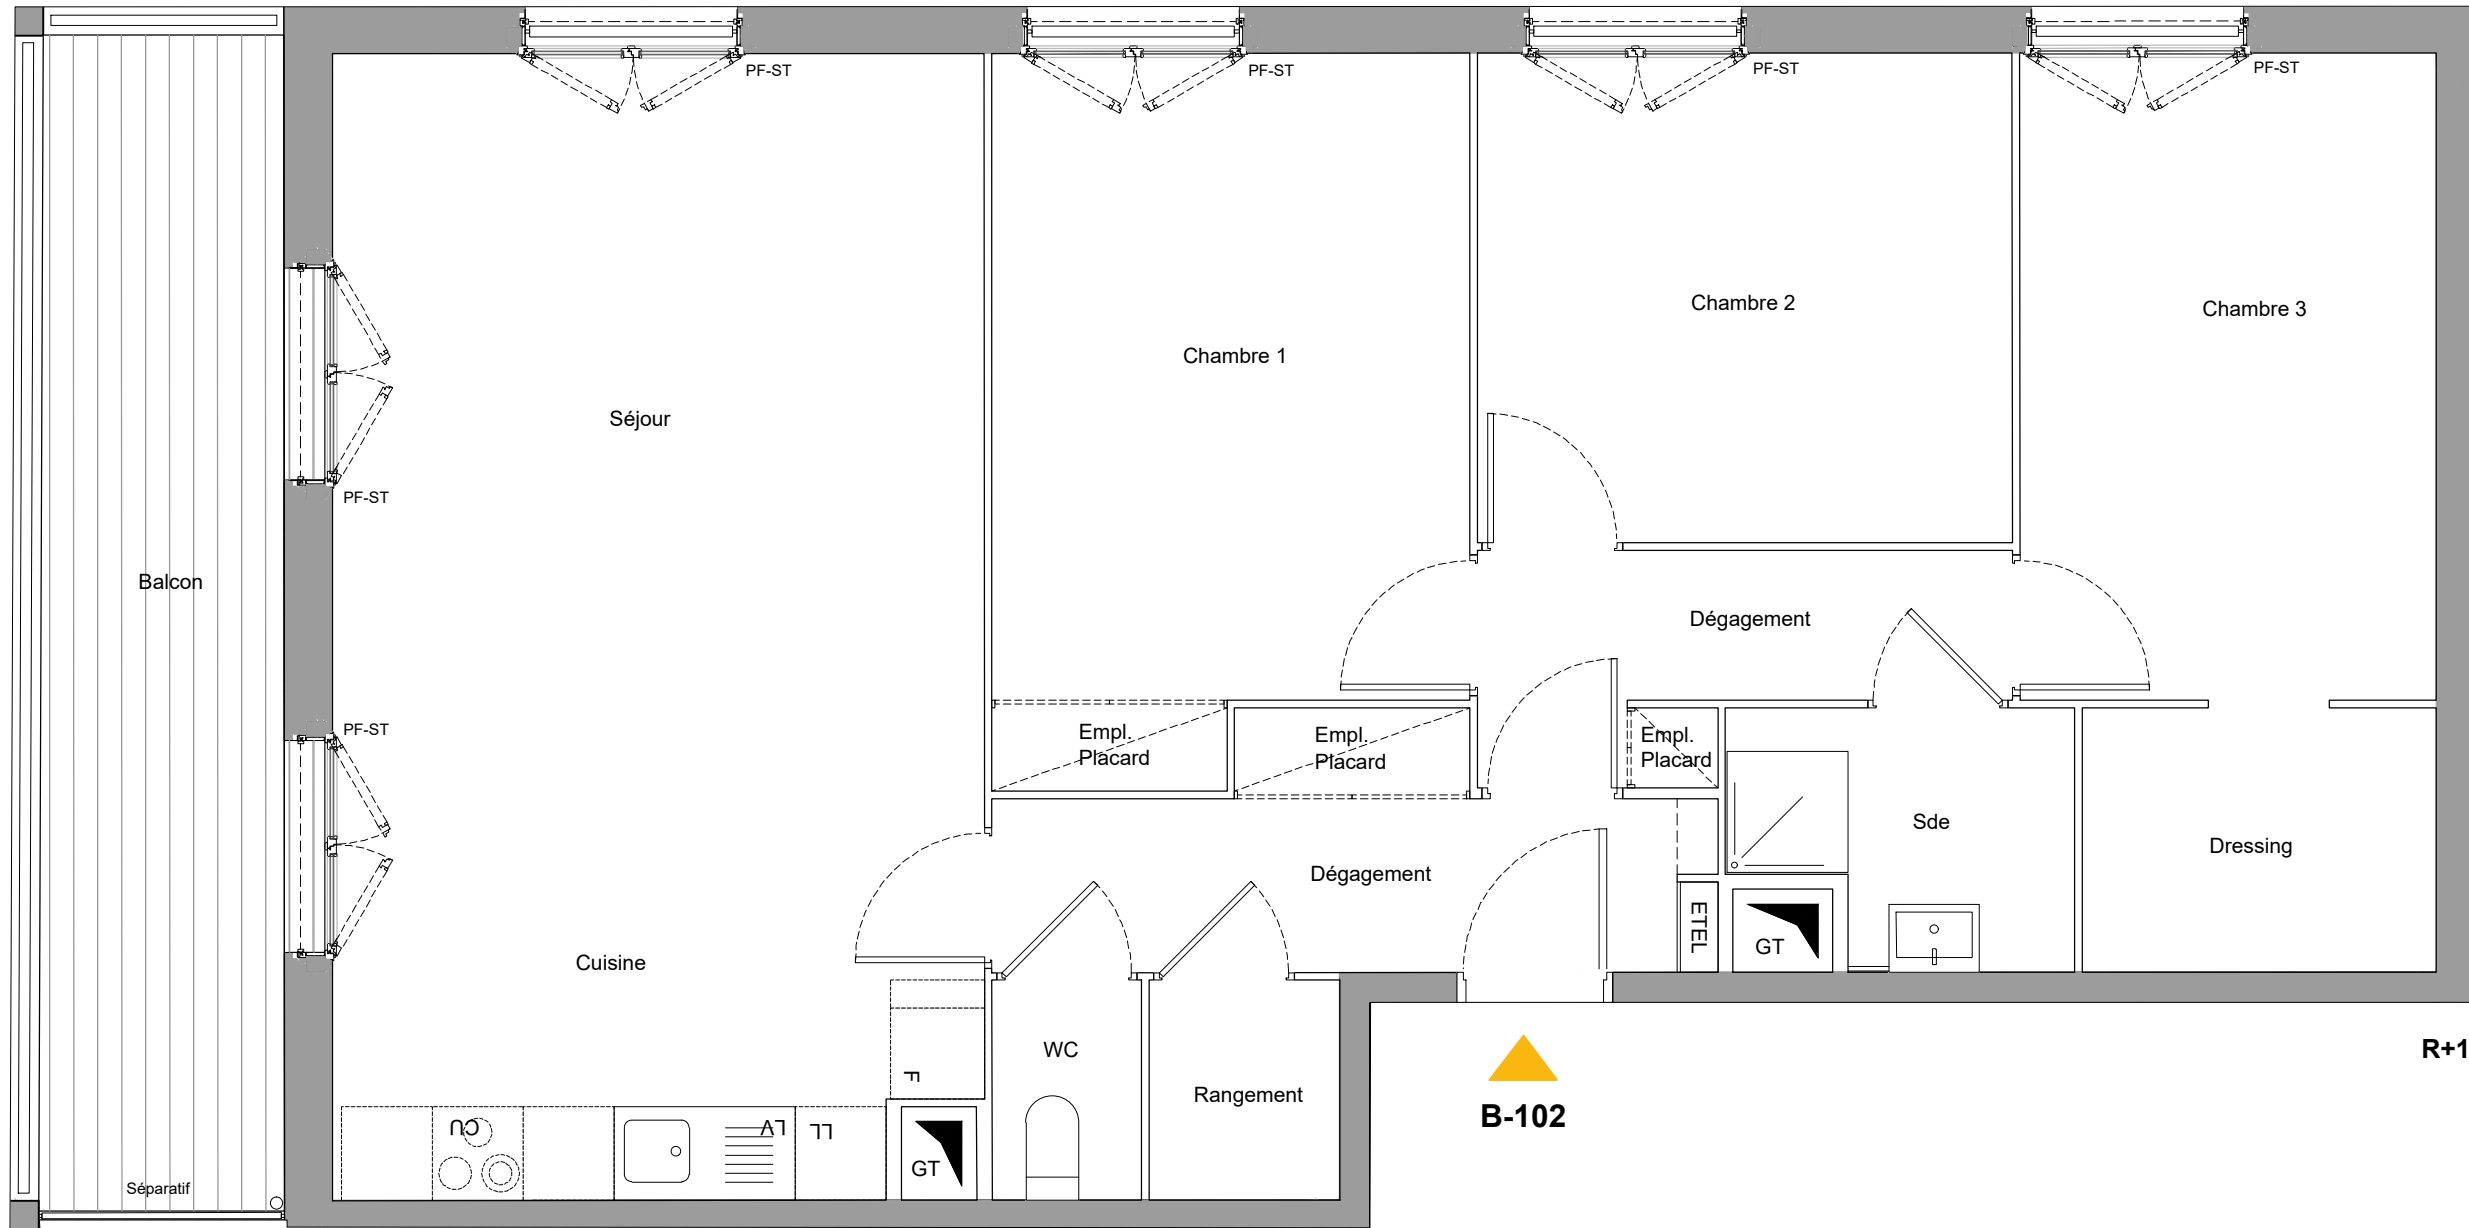 PF-ST
PF-ST
PF-ST
PF-ST
Chambre 2
Chambre 3
Chambre 1
Séjour
PF-ST
Balcon
Dégagement
PF-ST
Empl.
Placard
Empl.
Placard
Empl.
Placard
Sde
Dressing
Dégagement
ETEL
GT
Cuisine
WC
F
Rangement
R+1
B-102
CU
LV
LL
GT
Séparatif